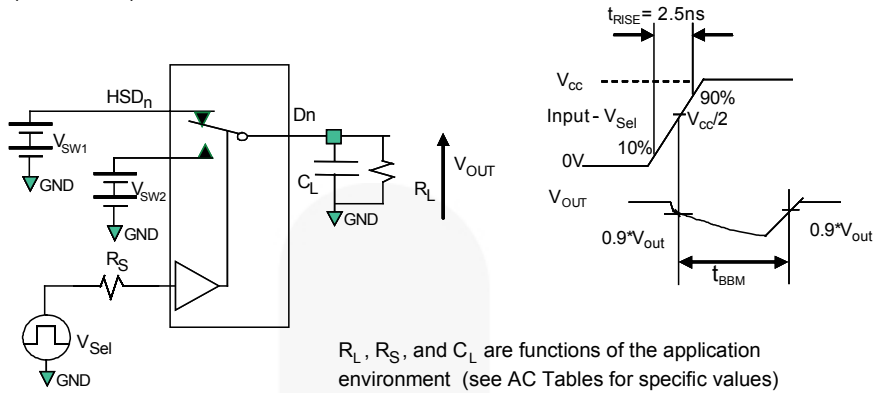 t_RISE = 2.5ns
V_cc
90%
Input - V_Sel
V_cc/2
10%
0V
V_OUT
0.9*V_out
0.9*V_out
t_BBM
HSD_n
Dn
V_SW1
GND
V_SW2
GND
C_L
R_L
V_OUT
GND
R_S
V_Sel
GND
R_L, R_S, and C_L are functions of the application
environment (see AC Tables for specific values)